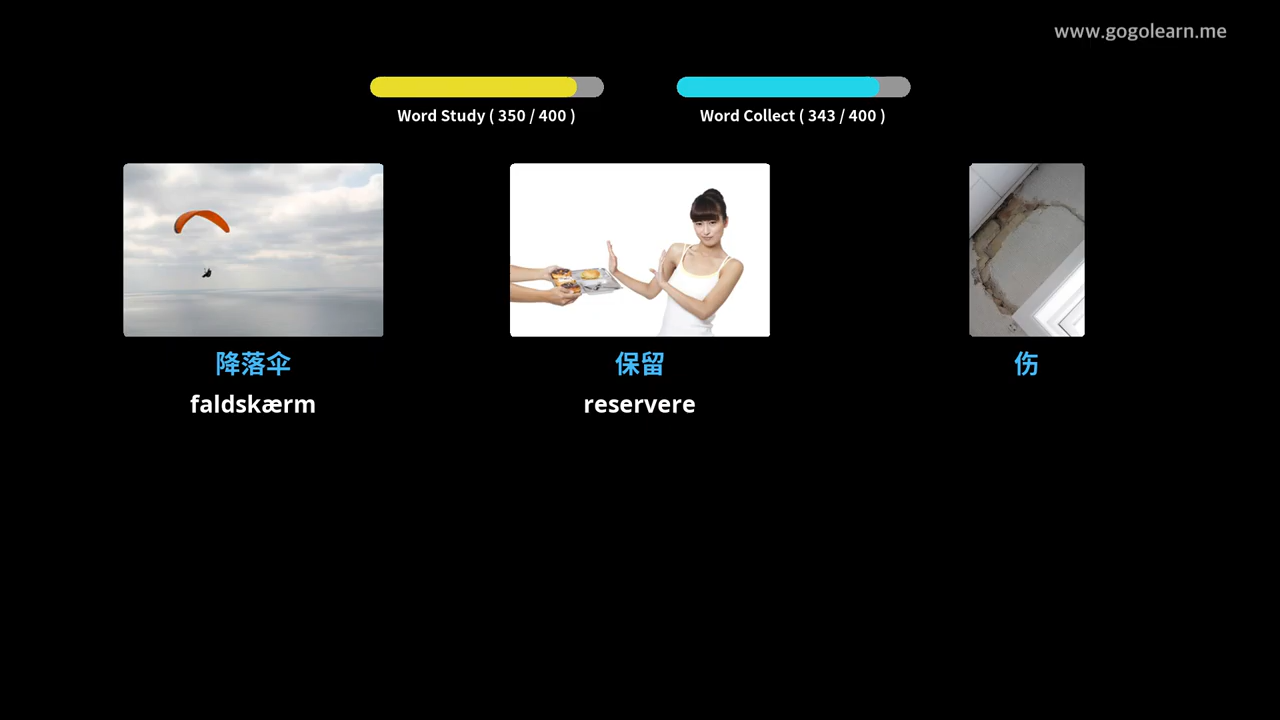 www.gogolearn.me
Word Study ( 350 / 400 )
Word Collect ( 343 / 400 )
降落伞
faldskærm
保留
reservere
伤